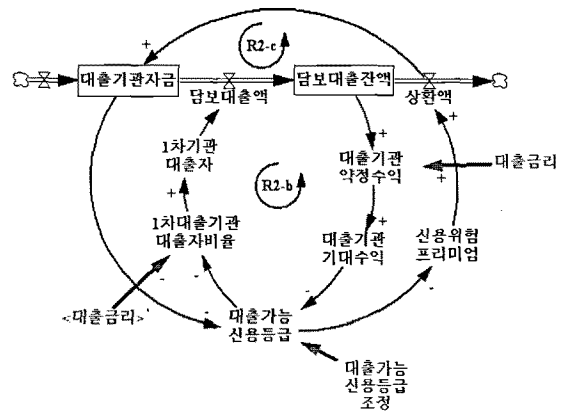 +
R2-c
대출기관자금
담보대출액
담보대출잔액
상환액
1차기관
대출자
+
대출기관
약정수익
대출금리
+
R2-b
+
1차대출기관
대출자비율
+
대출기관
기대수익
신용위험
프리미엄
+
-
-
-
-
-
<대출금리>
대출가능
신용등급
대출가능
신용등급
조정